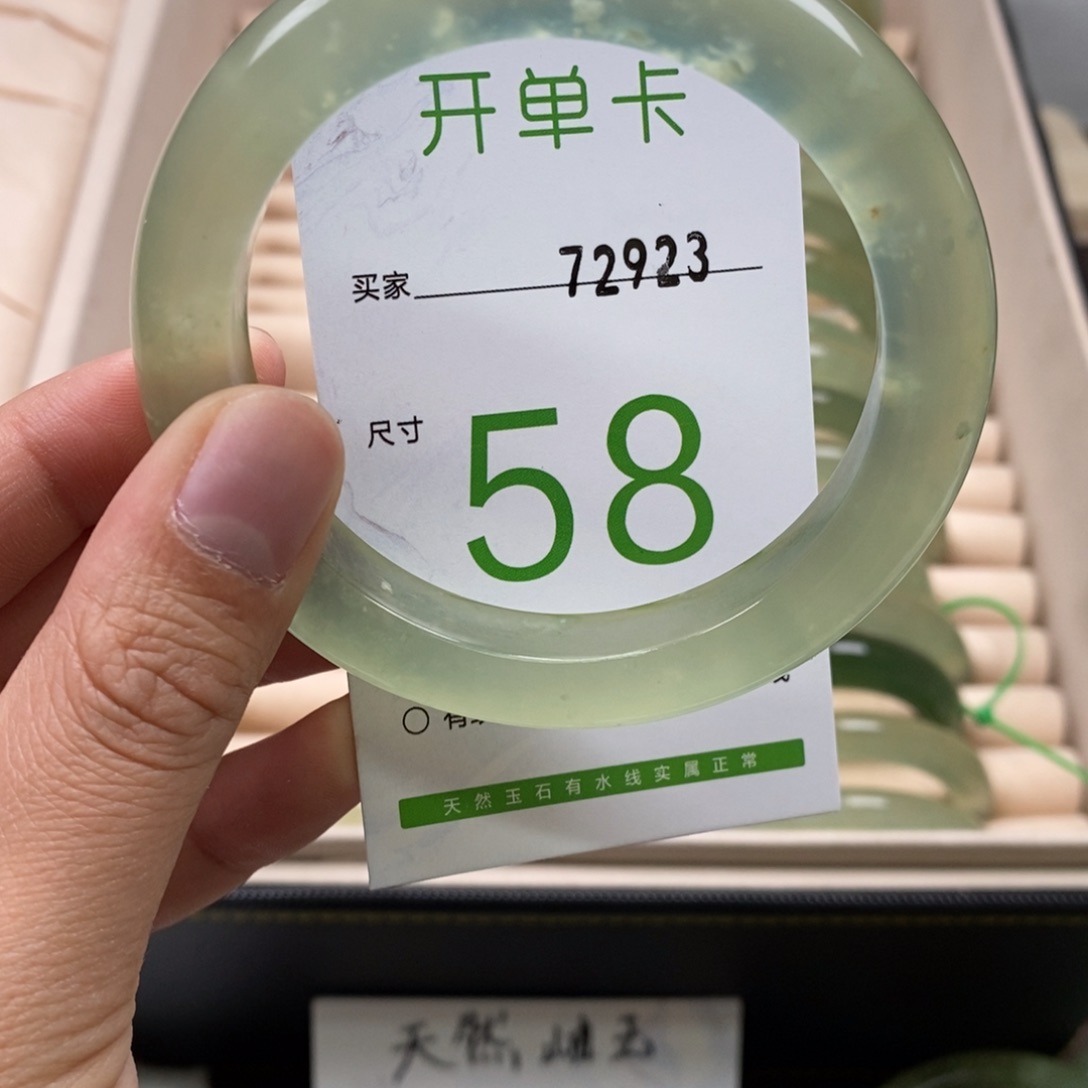 开单卡
买家 72923
尺寸 58
○ 有
天然玉石有水线实属正常
天然岫玉